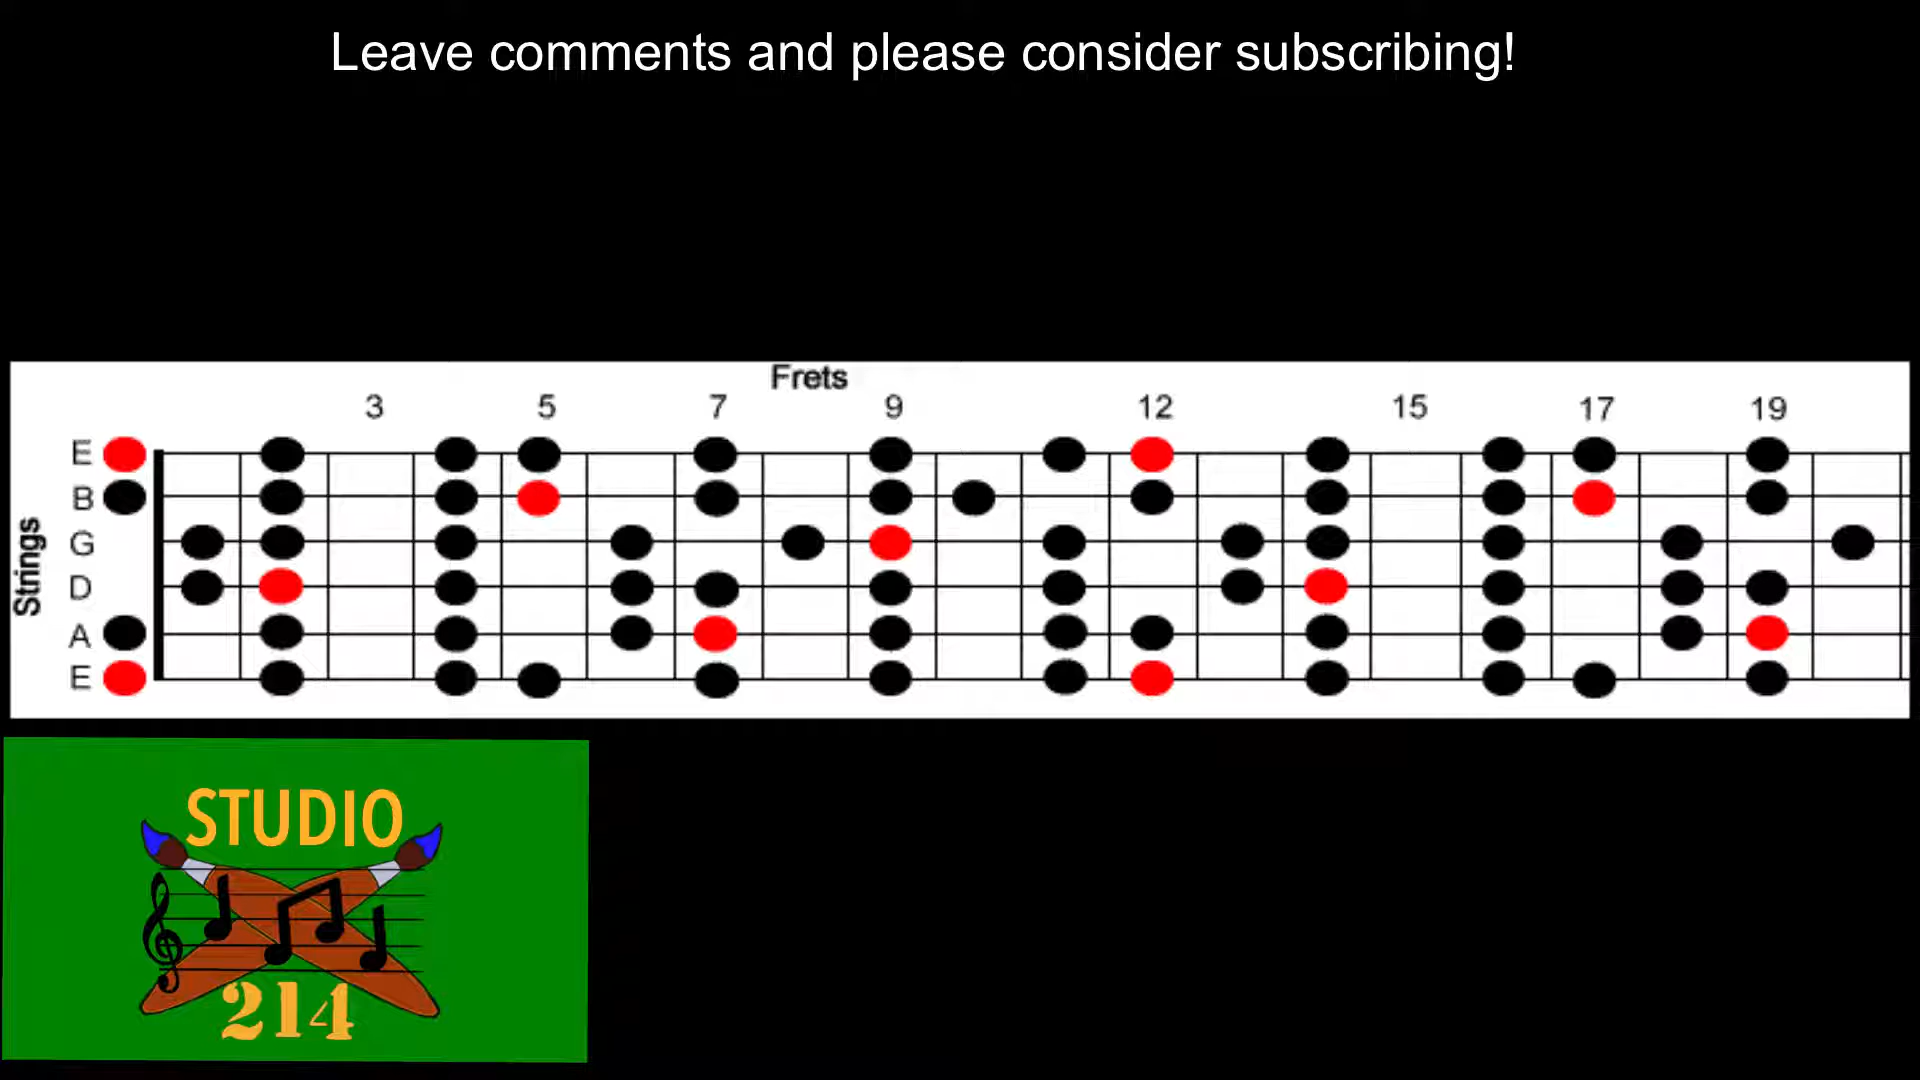 Leave comments and please consider subscribing!
Frets
3 5 7 9 12 15 17 19
Strings
E
B
G
D
A
E
STUDIO
214